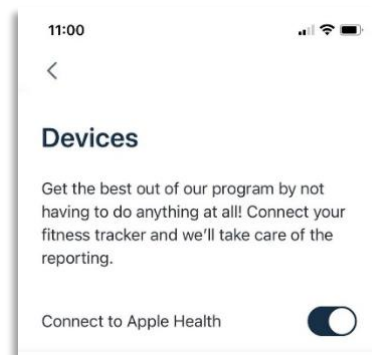 11:00
Devices
Get the best out of our program by not
having to do anything at all! Connect your
fitness tracker and we'll take care of the
reporting.
Connect to Apple Health